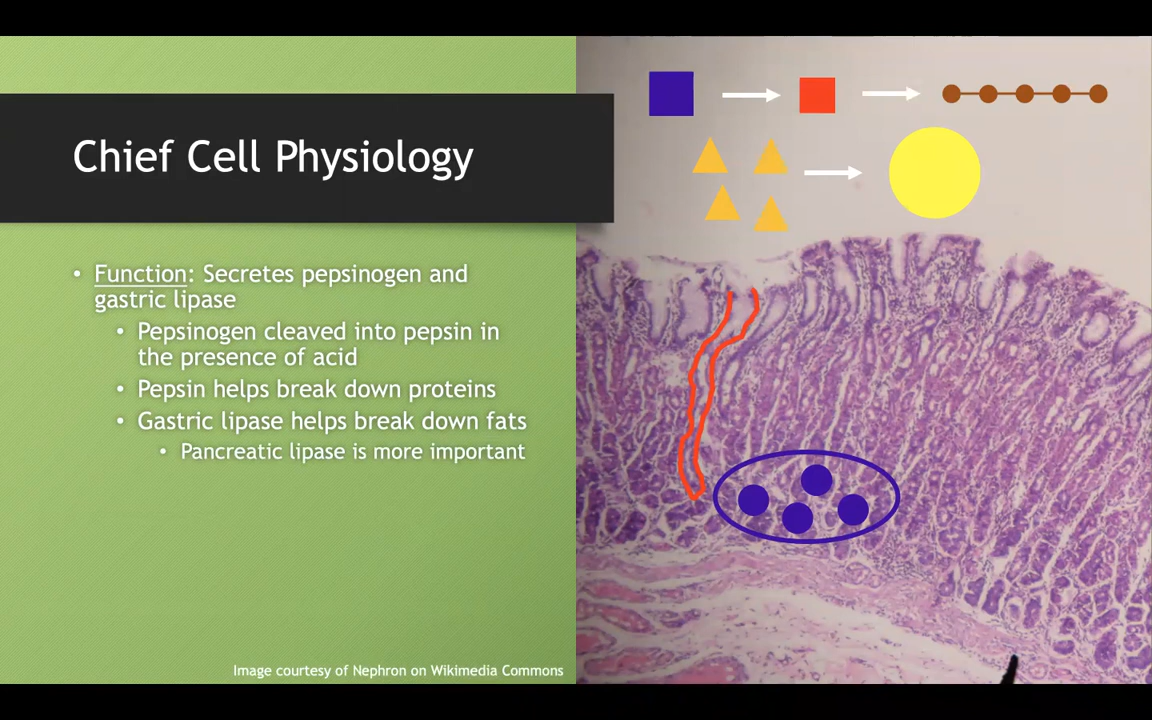 Chief Cell Physiology
• Function: Secretes pepsinogen and
gastric lipase
• Pepsinogen cleaved into pepsin in
the presence of acid
• Pepsin helps break down proteins
• Gastric lipase helps break down fats
• Pancreatic lipase is more important
Image courtesy of Nephron on Wikimedia Commons